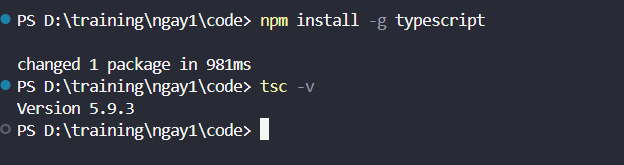 PS D:\training\ngay1\code> npm install -g typescript
changed 1 package in 981ms
PS D:\training\ngay1\code> tsc -v
Version 5.9.3
PS D:\training\ngay1\code>